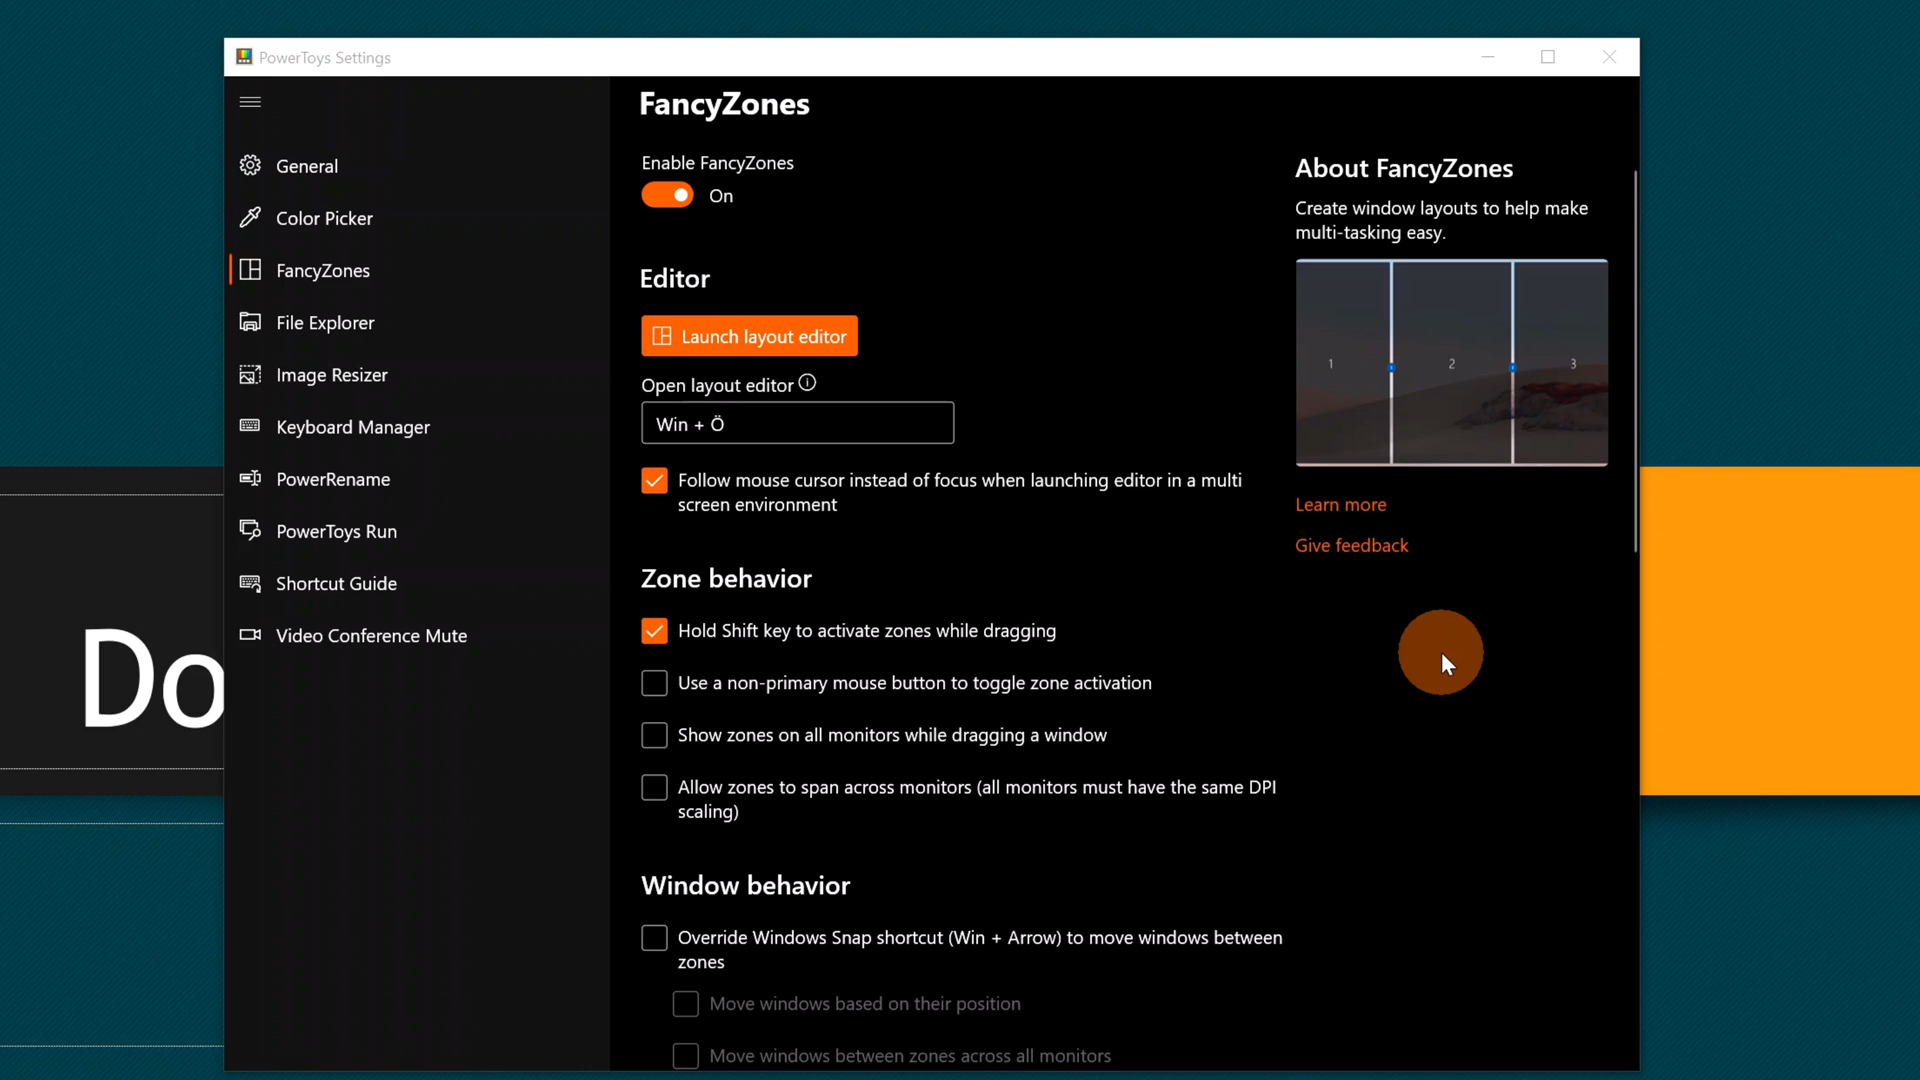 PowerToys Settings
General
Color Picker
FancyZones
File Explorer
Image Resizer
Keyboard Manager
PowerRename
PowerToys Run
Shortcut Guide
Video Conference Mute
FancyZones
Enable FancyZones
On
Editor
Launch layout editor
Open layout editor
Win + Ö
Follow mouse cursor instead of focus when launching editor in a multi
screen environment
Zone behavior
Hold Shift key to activate zones while dragging
Use a non-primary mouse button to toggle zone activation
Show zones on all monitors while dragging a window
Allow zones to span across monitors (all monitors must have the same DPI
scaling)
Window behavior
Override Windows Snap shortcut (Win + Arrow) to move windows between
zones
Move windows based on their position
Move windows between zones across all monitors
About FancyZones
Create window layouts to help make
multi-tasking easy.
1 2 3
Learn more
Give feedback
Do